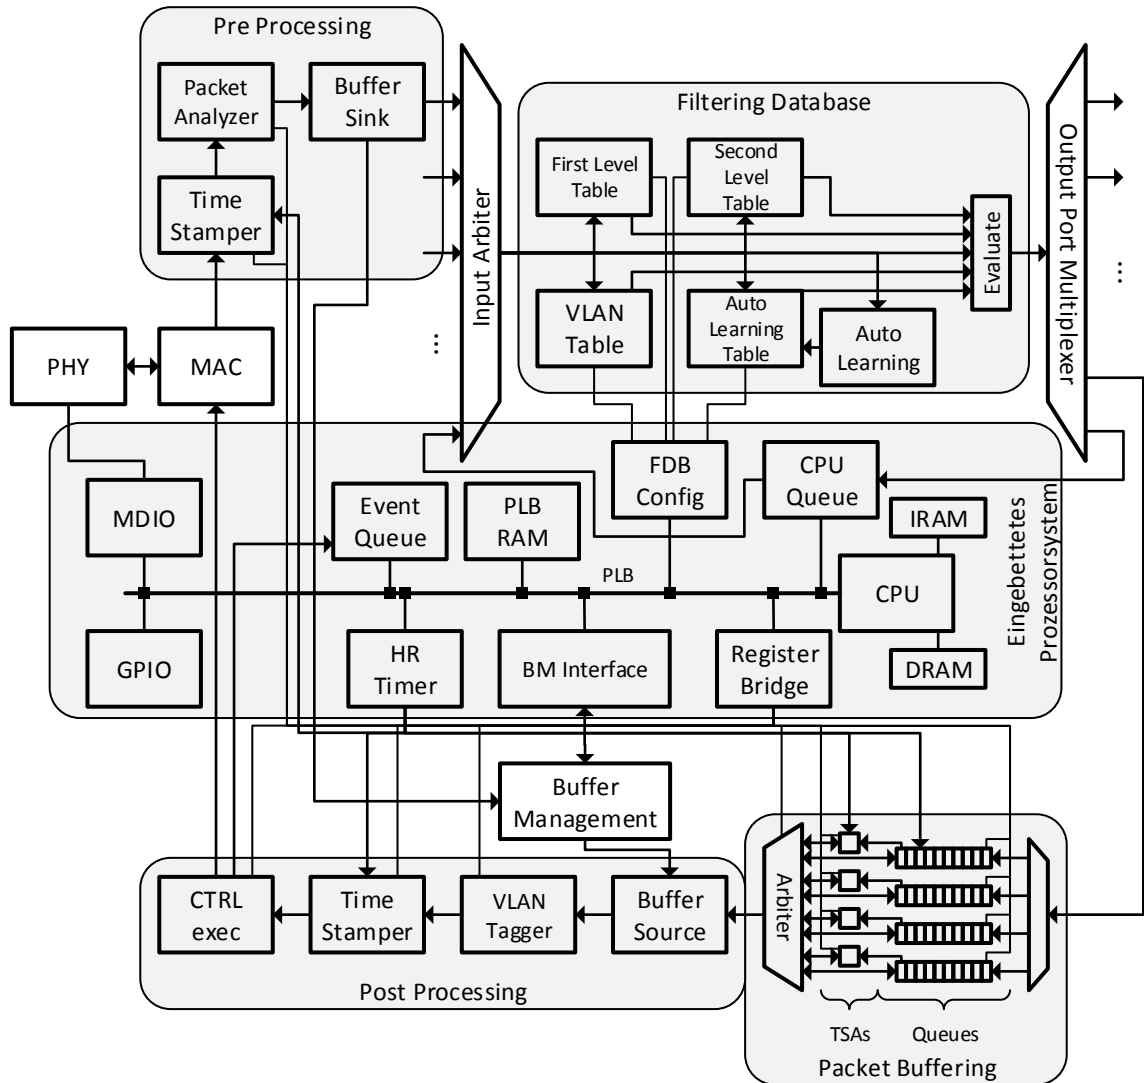 Pre Processing
Packet
Analyzer
Buffer
Sink
Time
Stamper
Input Arbiter
Filtering Database
First Level
Table
Second
Level
Table
VLAN
Table
Auto
Learning
Table
Auto
Learning
Evaluate
Output Port Multiplexer
...
...
PHY
MAC
MDIO
Event
Queue
PLB
RAM
FDB
Config
CPU
Queue
IRAM
PLB
CPU
Eingebettetes
Prozessorsystem
GPIO
HR
Timer
BM Interface
Register
Bridge
DRAM
Buffer
Management
CTRL
exec
Time
Stamper
VLAN
Tagger
Buffer
Source
Post Processing
Arbiter
TSAs
Queues
Packet Buffering